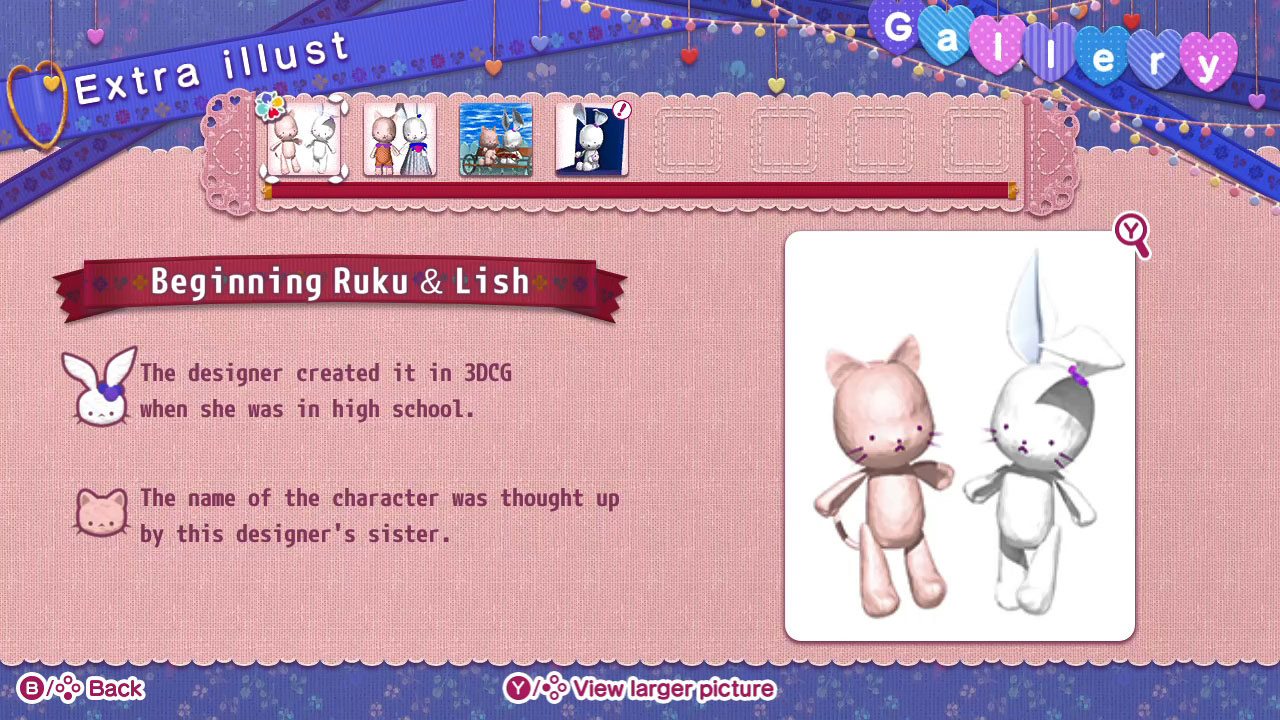 Extra illust
Gallery
!
Y
Beginning Ruku & Lish
The designer created it in 3DCG
when she was in high school.
The name of the character was thought up
by this designer's sister.
B/ Back
Y/ View larger picture